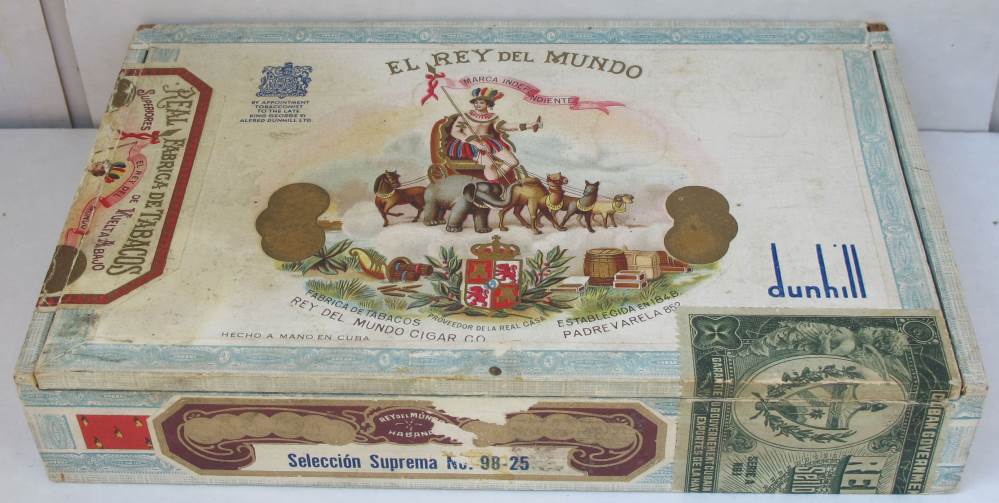 EL REY DEL MUNDO
MARCA INDEPENDIENTE
BY APPOINTMENT
TOBACCONIST
TO THE LATE
KING GEORGE VI
ALFRED DUNHILL LTD.
REAL FABRICA DE TABACOS
SUPERIORES
DE VUELTA ABAJO
EL REY DEL
MUNDO
dunhill
FABRICA DE TABACOS
PROVEEDOR DE LA REAL CASA
ESTABLECIDA EN 1848
REY DEL MUNDO CIGAR CO.
PADRE VARELA 852
HECHO A MANO EN CUBA
REY DEL MUNDO
HABANA
Selección Suprema No. 98-25
CUBAN GOVERNME